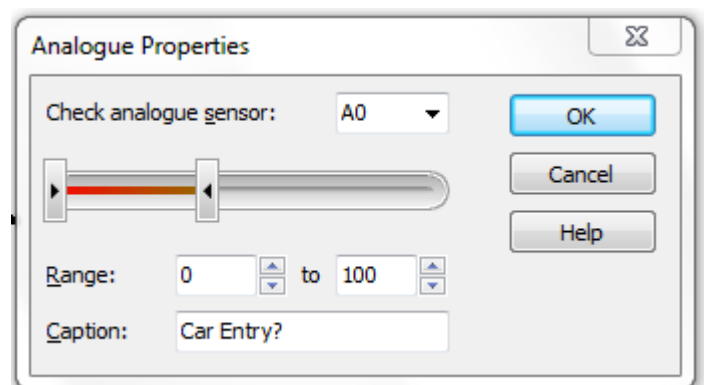 Analogue Properties
Check analogue sensor: A0
OK
Cancel
Help
Range: 0 to 100
Caption: Car Entry?